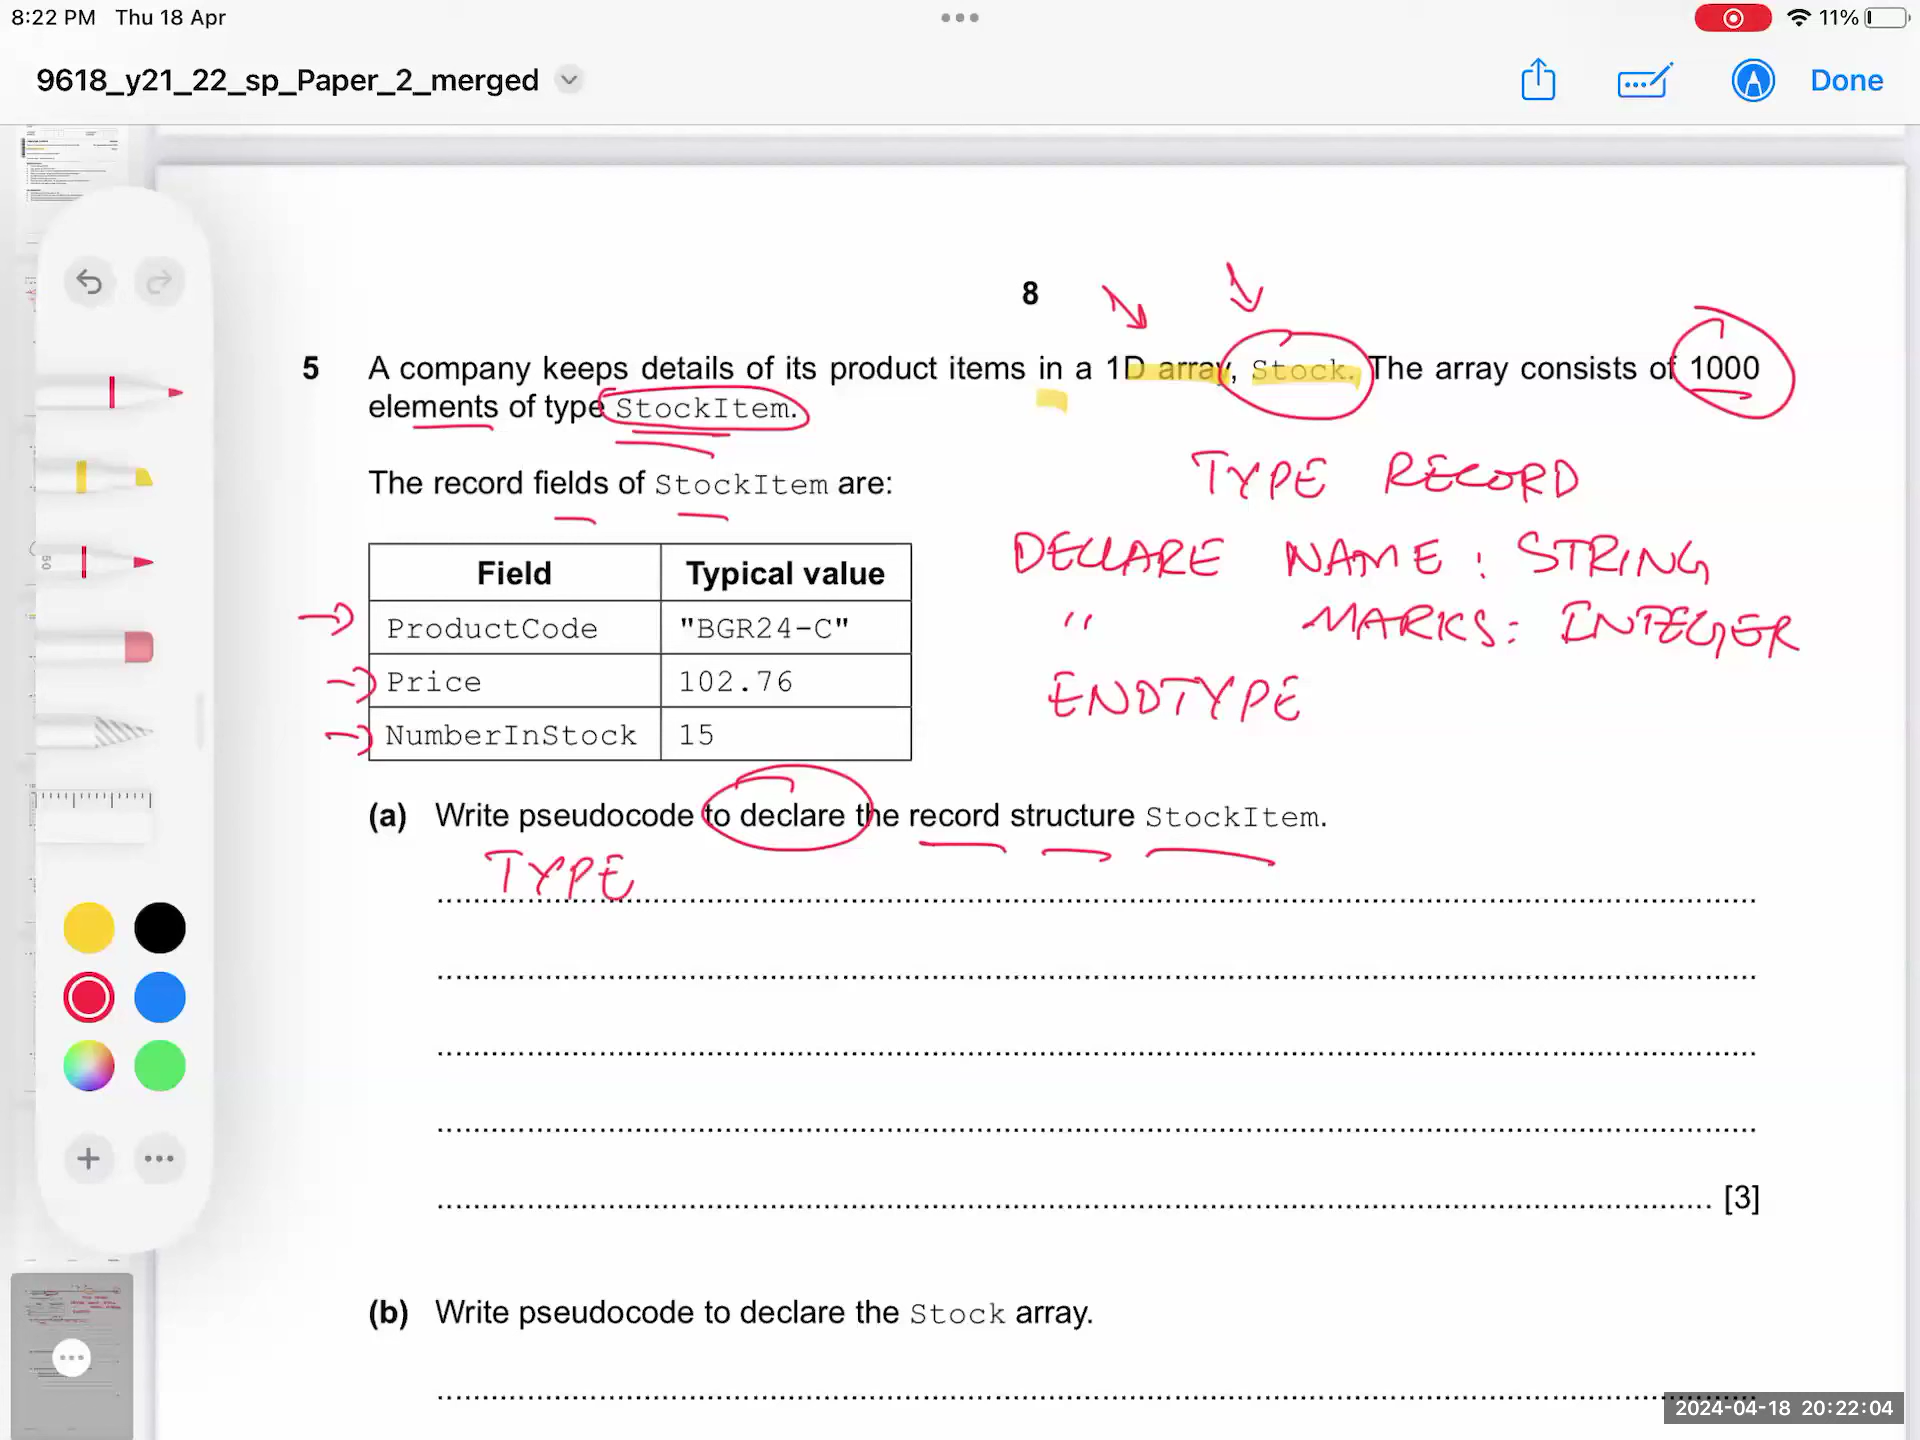 8:22 PM Thu 18 Apr
11%
9618_y21_22_sp_Paper_2_merged
Done
8
5 A company keeps details of its product items in a 1D array, Stock. The array consists of 1000
elements of type StockItem.
The record fields of StockItem are:
TYPE RECORD
DECLARE NAME : STRING
" MARKS : INTEGER
ENDTYPE
Field Typical value
ProductCode "BGR24-C"
Price 102.76
NumberInStock 15
(a) Write pseudocode to declare the record structure StockItem.
TYPE
[3]
(b) Write pseudocode to declare the Stock array.
50
2024-04-18 20:22:04